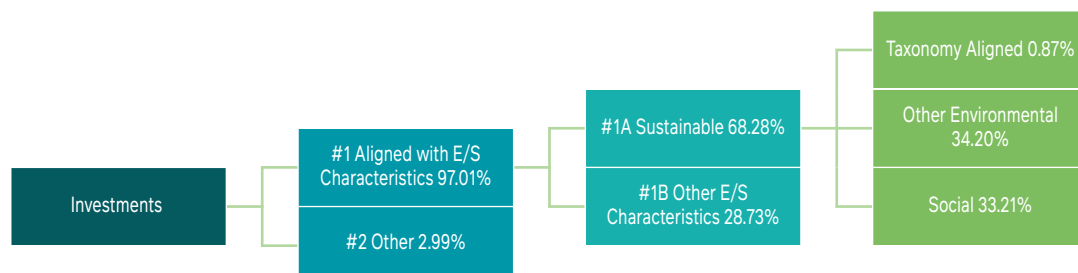 Investments
#1 Aligned with E/S
Characteristics 97.01%
#2 Other 2.99%
#1A Sustainable 68.28%
#1B Other E/S
Characteristics 28.73%
Taxonomy Aligned 0.87%
Other Environmental
34.20%
Social 33.21%